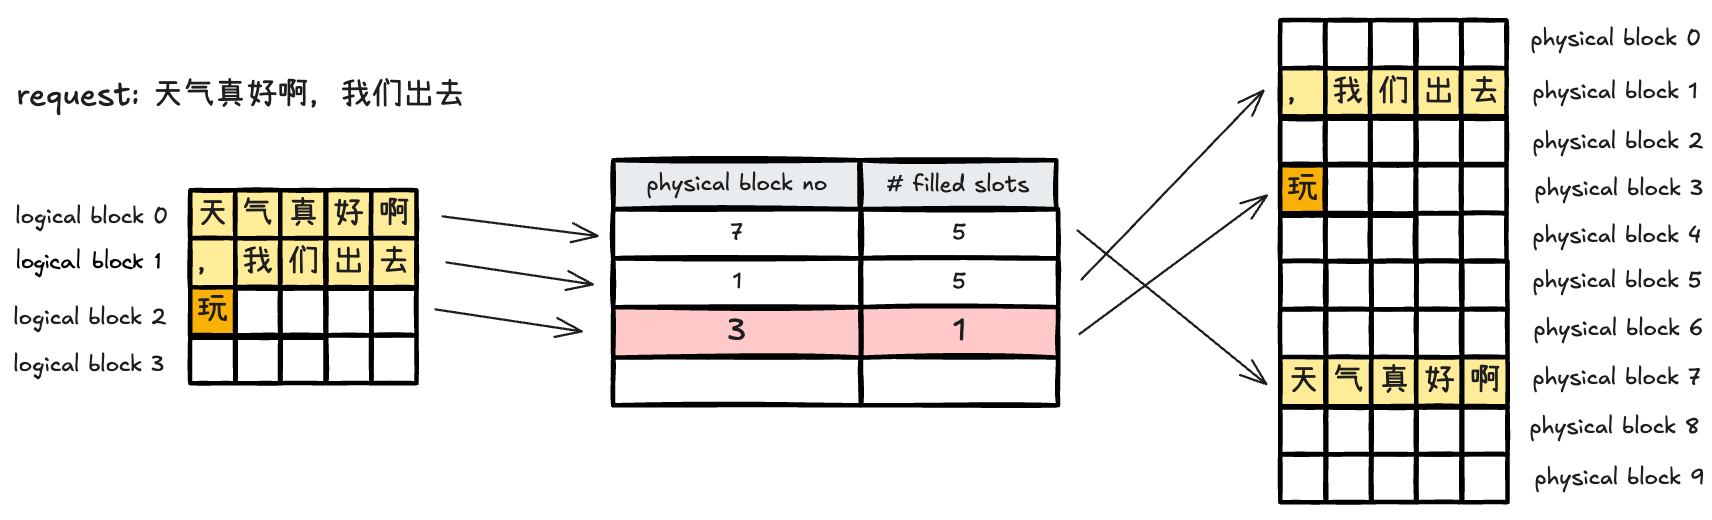 request: 天气真好啊，我们出去
logical block 0
天 气 真 好 啊
logical block 1
， 我 们 出 去
logical block 2
玩
logical block 3
physical block no # filled slots
7 5
1 5
3 1
physical block 0
， 我 们 出 去 physical block 1
physical block 2
玩 physical block 3
physical block 4
physical block 5
physical block 6
天 气 真 好 啊 physical block 7
physical block 8
physical block 9